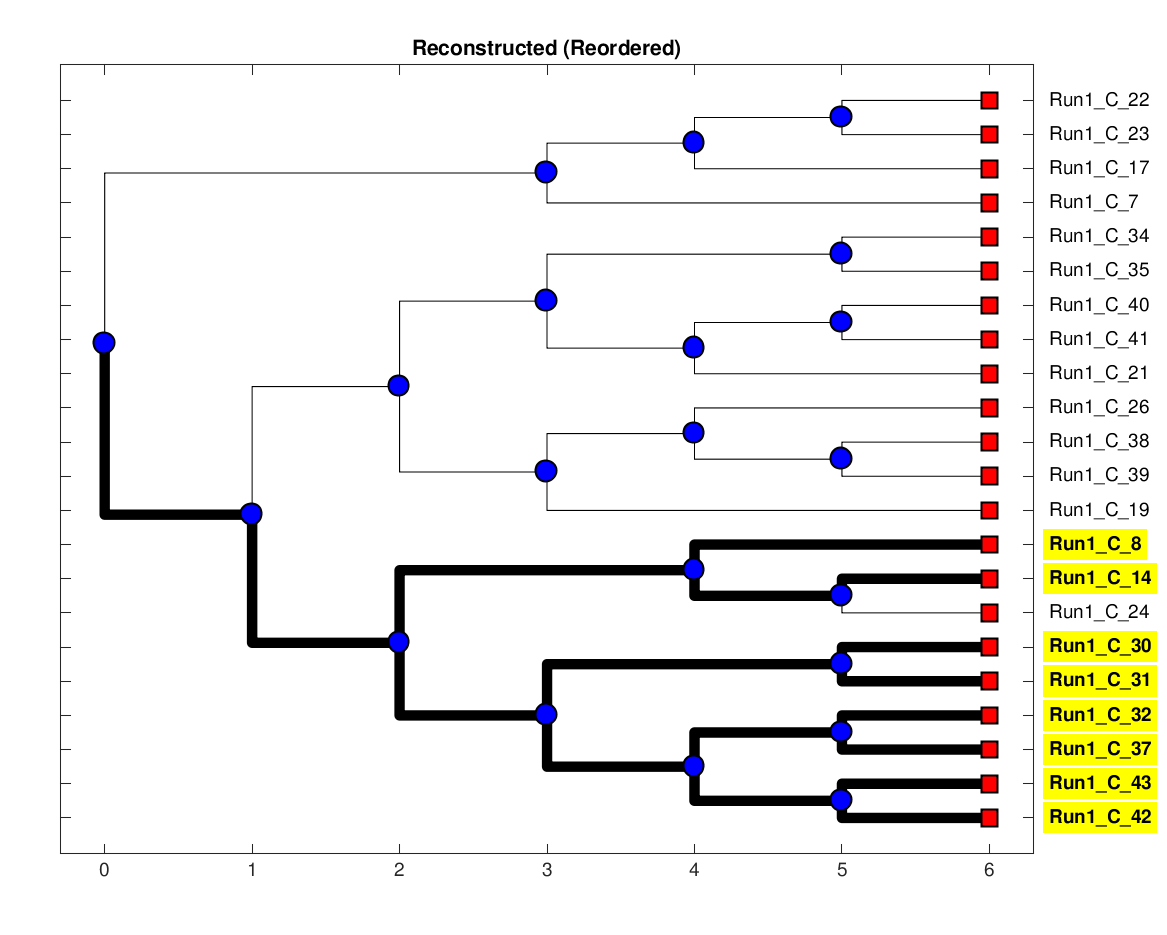 Reconstructed (Reordered)
Run1_C_22
Run1_C_23
Run1_C_17
Run1_C_7
Run1_C_34
Run1_C_35
Run1_C_40
Run1_C_41
Run1_C_21
Run1_C_26
Run1_C_38
Run1_C_39
Run1_C_19
Run1_C_8
Run1_C_14
Run1_C_24
Run1_C_30
Run1_C_31
Run1_C_32
Run1_C_37
Run1_C_43
Run1_C_42
0 1 2 3 4 5 6